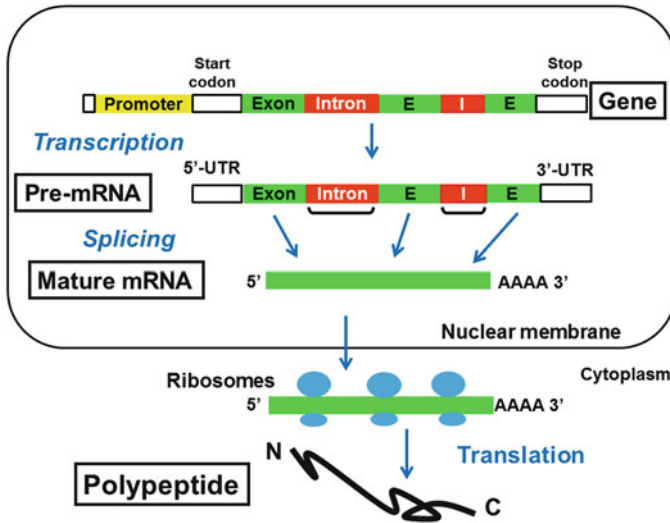 Start
codon
Stop
codon
Promoter
Exon
Intron
E
I
E
Gene
Transcription
5’-UTR
3’-UTR
Pre-mRNA
Exon
Intron
E
I
E
Splicing
Mature mRNA
5’
AAAA 3’
Nuclear membrane
Cytoplasm
Ribosomes
5’
AAAA 3’
N
Translation
Polypeptide
C